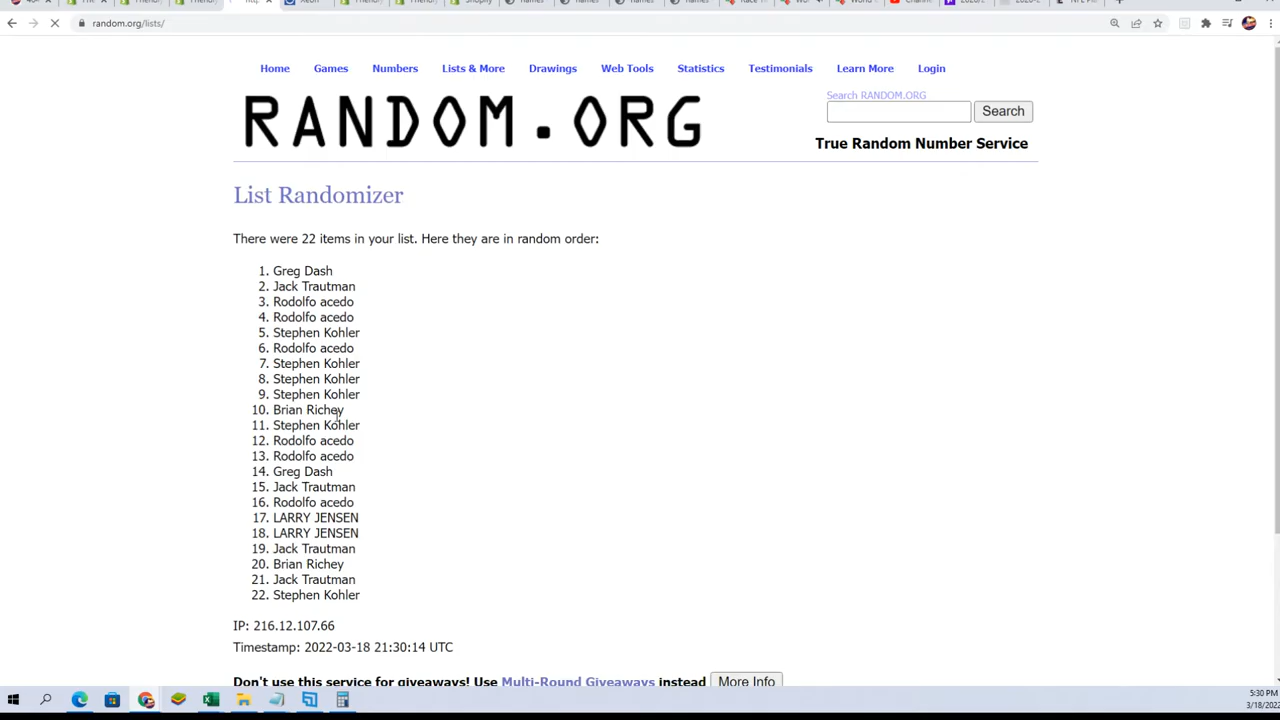 random.org/lists/
Home Games Numbers Lists & More Drawings Web Tools Statistics Testimonials Learn More Login
RANDOM.ORG
Search RANDOM.ORG
Search
True Random Number Service
List Randomizer
There were 22 items in your list. Here they are in random order:
1. Greg Dash
2. Jack Trautman
3. Rodolfo acedo
4. Rodolfo acedo
5. Stephen Kohler
6. Rodolfo acedo
7. Stephen Kohler
8. Stephen Kohler
9. Stephen Kohler
10. Brian Richey
11. Stephen Kohler
12. Rodolfo acedo
13. Rodolfo acedo
14. Greg Dash
15. Jack Trautman
16. Rodolfo acedo
17. LARRY JENSEN
18. LARRY JENSEN
19. Jack Trautman
20. Brian Richey
21. Jack Trautman
22. Stephen Kohler
IP: 216.12.107.66
Timestamp: 2022-03-18 21:30:14 UTC
Don't use this service for giveaways! Use Multi-Round Giveaways instead More Info
5:30 PM
3/18/202